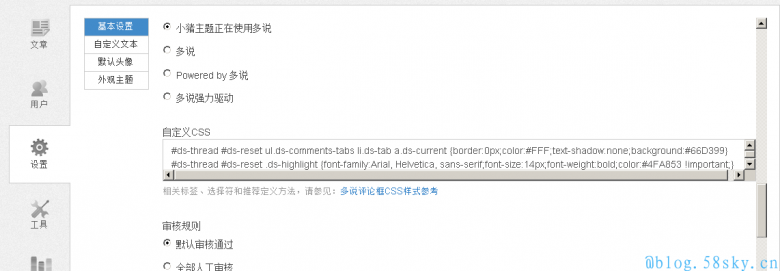 文章
用户
设置
工具
基本设置
自定义文本
默认头像
外观主题
小猪主题正在使用多说
多说
Powered by 多说
多说强力驱动
自定义CSS
#ds-thread #ds-reset ul.ds-comments-tabs li.ds-tab a.ds-current {border:0px;color:#FFF;text-shadow:none;background:#66D399}
#ds-thread #ds-reset .ds-highlight {font-family:Arial, Helvetica, sans-serif;font-size:14px;font-weight:bold;color:#4FA853 !important;}
相关标签、选择符和推荐定义方法，请参见：多说评论框CSS样式参考
审核规则
默认审核通过
全部人工审核
@blog.58sky.cn